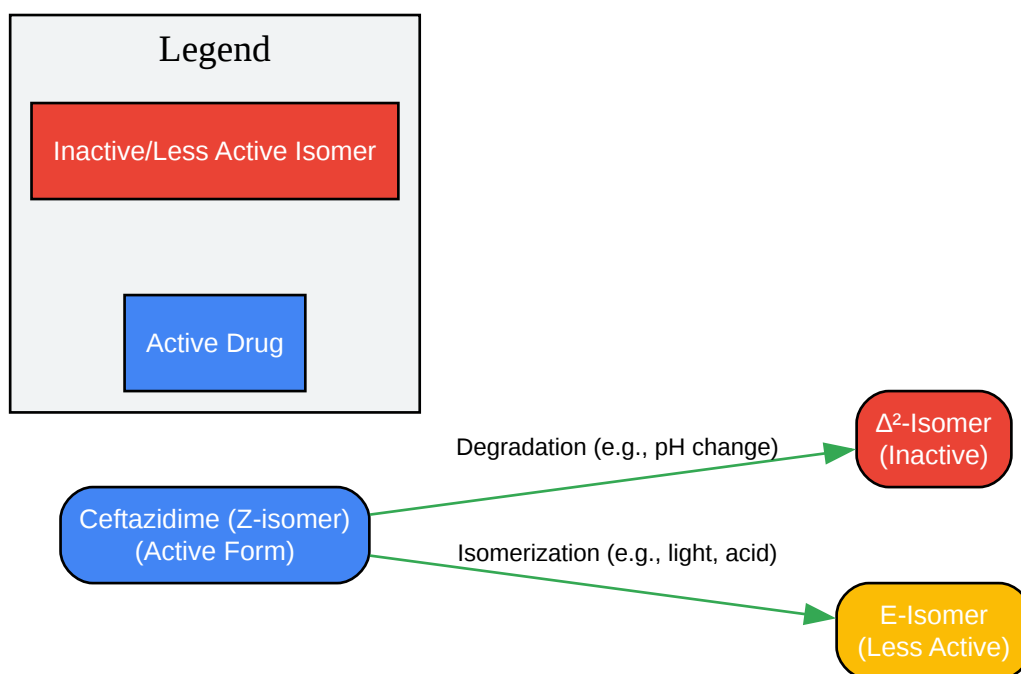 Legend
Inactive/Less Active Isomer
Active Drug
Degradation (e.g., pH change)
Δ²-Isomer
(Inactive)
Ceftazidime (Z-isomer)
(Active Form)
Isomerization (e.g., light, acid)
E-Isomer
(Less Active)